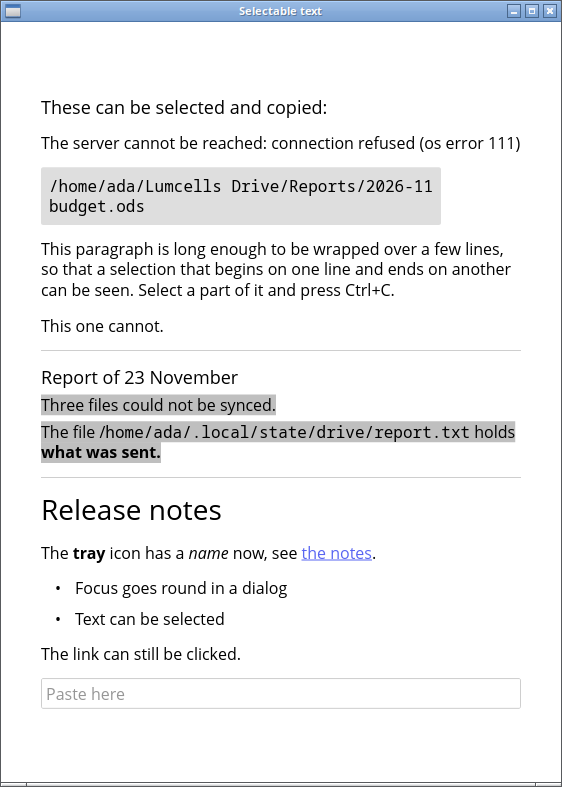 Selectable text
These can be selected and copied:
The server cannot be reached: connection refused (os error 111)
/home/ada/Lumcells Drive/Reports/2026-11
budget.ods
This paragraph is long enough to be wrapped over a few lines,
so that a selection that begins on one line and ends on another
can be seen. Select a part of it and press Ctrl+C.
This one cannot.
Report of 23 November
Three files could not be synced.
The file /home/ada/.local/state/drive/report.txt holds
what was sent.
Release notes
The tray icon has a name now, see the notes.
• Focus goes round in a dialog
• Text can be selected
The link can still be clicked.
Paste here